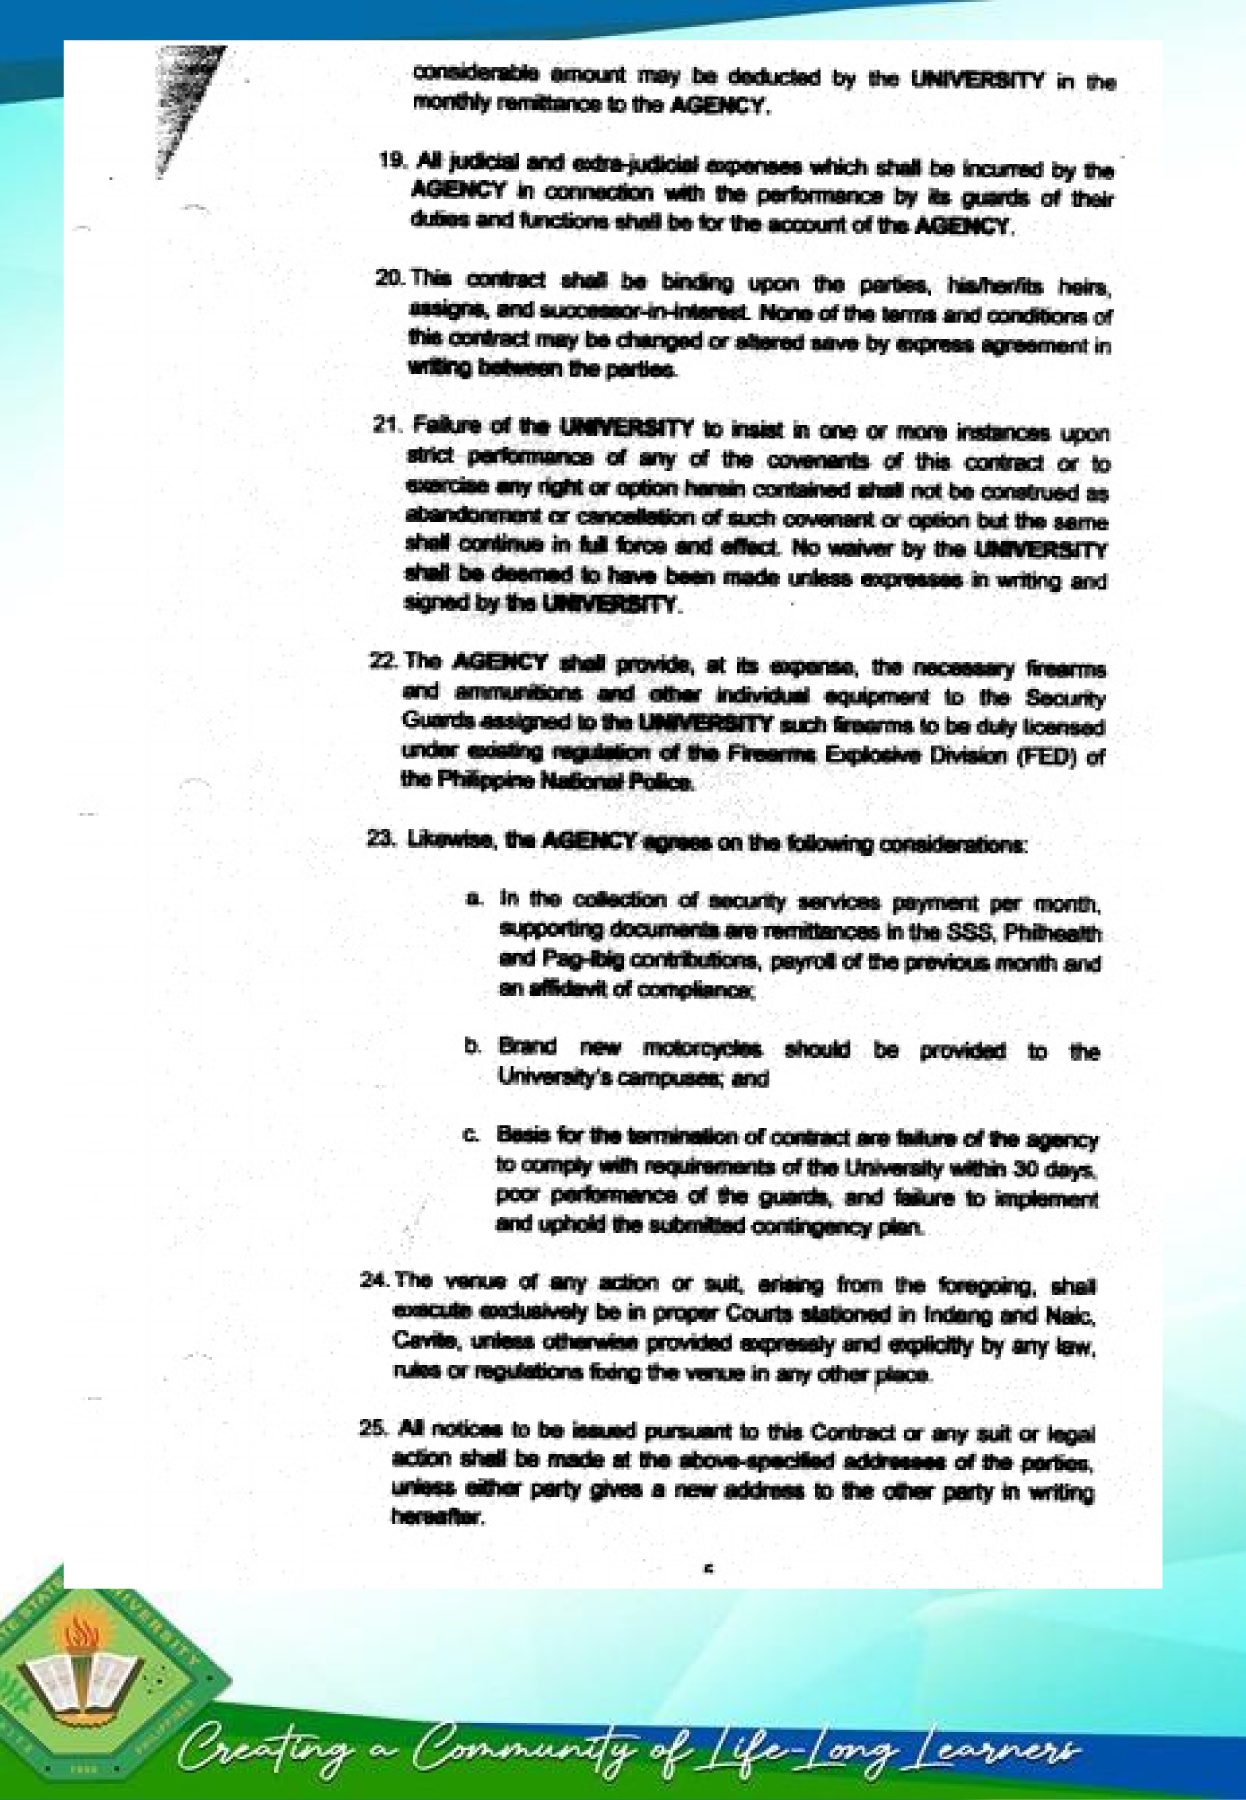 considerable amount may be deducted by the UNIVERSITY in the
monthly remittance to the AGENCY.
19. All judicial and extra-judicial expenses which shall be incurred by the
AGENCY in connection with the performance by its guards of their
duties and functions shall be for the account of the AGENCY.
20. This contract shall be binding upon the parties, his/her/its heirs,
assigns, and successor-in-interest. None of the terms and conditions of
this contract may be changed or altered save by express agreement in
writing between the parties.
21. Failure of the UNIVERSITY to insist in one or more instances upon
strict performance of any of the covenants of this contract or to
exercise any right or option herein contained shall not be construed as
abandonment or cancellation of such covenant or option but the same
shall continue in full force and effect. No waiver by the UNIVERSITY
shall be deemed to have been made unless expresses in writing and
signed by the UNIVERSITY.
22. The AGENCY shall provide, at its expense, the necessary firearms
and ammunitions and other individual equipment to the Security
Guards assigned to the UNIVERSITY such firearms to be duly licensed
under existing regulation of the Firearms Explosive Division (FED) of
the Philippine National Police.
23. Likewise, the AGENCY agrees on the following considerations:
a. In the collection of security services payment per month,
supporting documents are remittances in the SSS, Philhealth
and Pag-ibig contributions, payroll of the previous month and
an affidavit of compliance;
b. Brand new motorcycles should be provided to the
University's campuses; and
c. Basis for the termination of contract are failure of the agency
to comply with requirements of the University within 30 days,
poor performance of the guards, and failure to implement
and uphold the submitted contingency plan.
24. The venue of any action or suit, arising from the foregoing, shall
execute exclusively be in proper Courts stationed in Indang and Naic,
Cavite, unless otherwise provided expressly and explicitly by any law,
rules or regulations fixing the venue in any other place.
25. All notices to be issued pursuant to this Contract or any suit or legal
action shall be made at the above-specified addresses of the parties,
unless either party gives a new address to the other party in writing
hereafter.
STATE UNIVERSITY
PHILIPPINES
1906
Creating a Community of Life-Long Learners